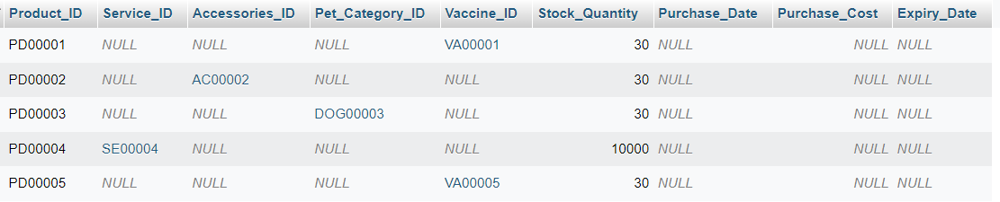 Product_ID Service_ID Accessories_ID Pet_Category_ID Vaccine_ID Stock_Quantity Purchase_Date Purchase_Cost Expiry_Date
PD00001 NULL NULL NULL VA00001 30 NULL NULL NULL
PD00002 NULL AC00002 NULL NULL 30 NULL NULL NULL
PD00003 NULL NULL DOG00003 NULL 30 NULL NULL NULL
PD00004 SE00004 NULL NULL NULL 10000 NULL NULL NULL
PD00005 NULL NULL NULL VA00005 30 NULL NULL NULL